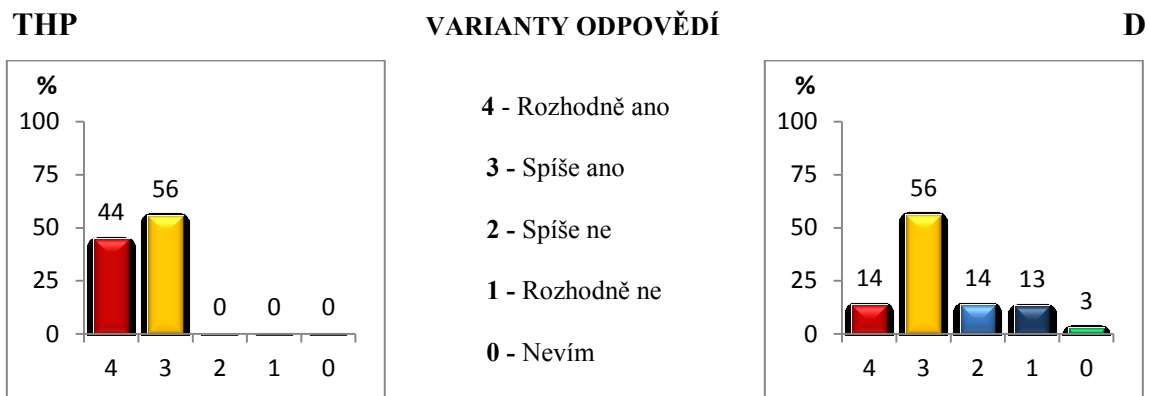 THP
VARIANTY ODPOVĚDÍ
D
%
100
75
50
25
0
44
56
0
0
0
4 3 2 1 0
4 - Rozhodně ano
3 - Spíše ano
2 - Spíše ne
1 - Rozhodně ne
0 - Nevím
%
100
75
50
25
0
14
56
14
13
3
4 3 2 1 0